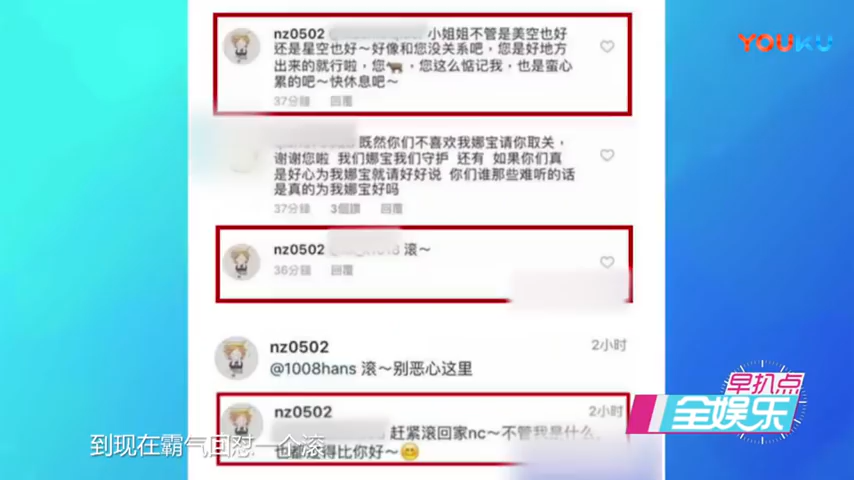 nz0502 小姐姐不管是美空也好
YOUKU
还是星空也好～好像和您没关系吧，您是好地方
出来的就行啦，您🐂，您这么惦记我，也是蛮心
累的吧～快休息吧～
37分鐘 回覆
既然你们不喜欢我娜宝请你取关，
谢谢您啦 我们娜宝我们守护 还有 如果你们真
是好心为我娜宝就请好好说 你们谁那些难听的话
是真的为我娜宝好吗
37分鐘 3個讚 回覆
nz0502 滚～
36分鐘 回覆
nz0502 2小时
@1008hans 滚～别恶心这里
nz0502 2小时
赶紧滚回家nc～不管我是什么
也都过得比你好～😊
早扒点
全娱乐
到现在霸气回怼一个滚